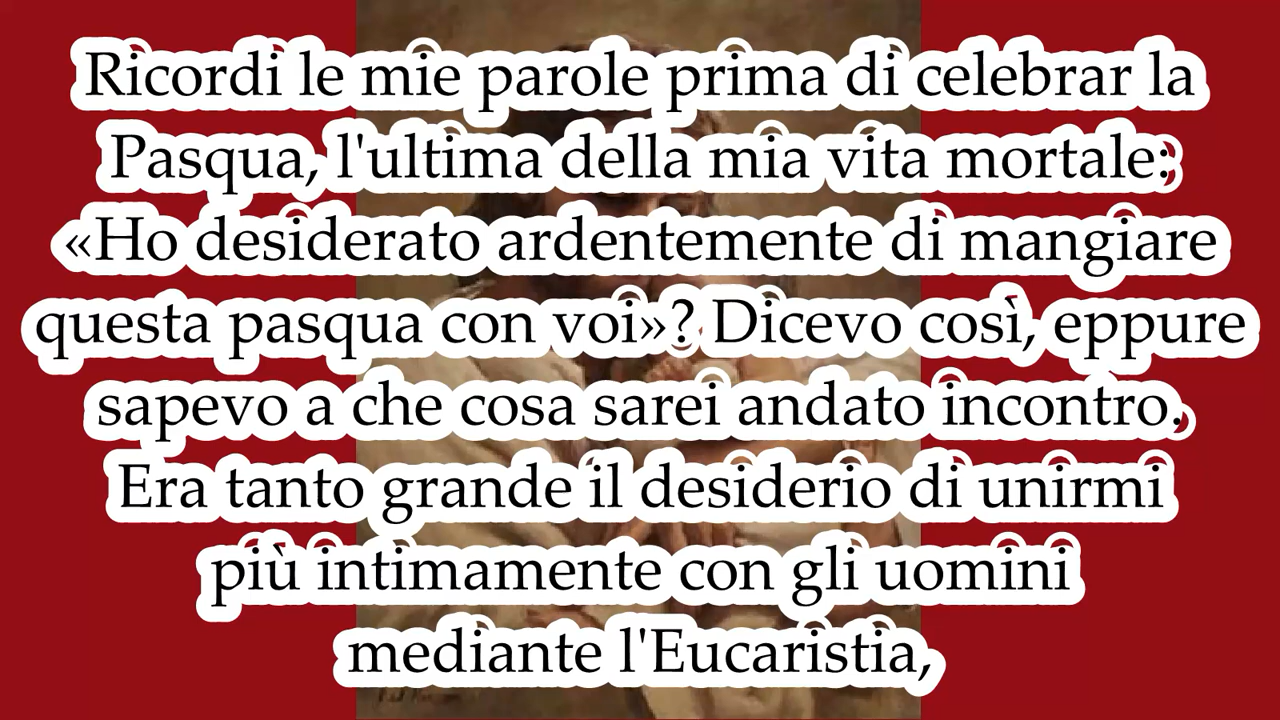 Ricordi le mie parole prima di celebrar la
Pasqua, l'ultima della mia vita mortale:
«Ho desiderato ardentemente di mangiare
questa pasqua con voi»? Dicevo così, eppure
sapevo a che cosa sarei andato incontro.
Era tanto grande il desiderio di unirmi
più intimamente con gli uomini
mediante l'Eucaristia,